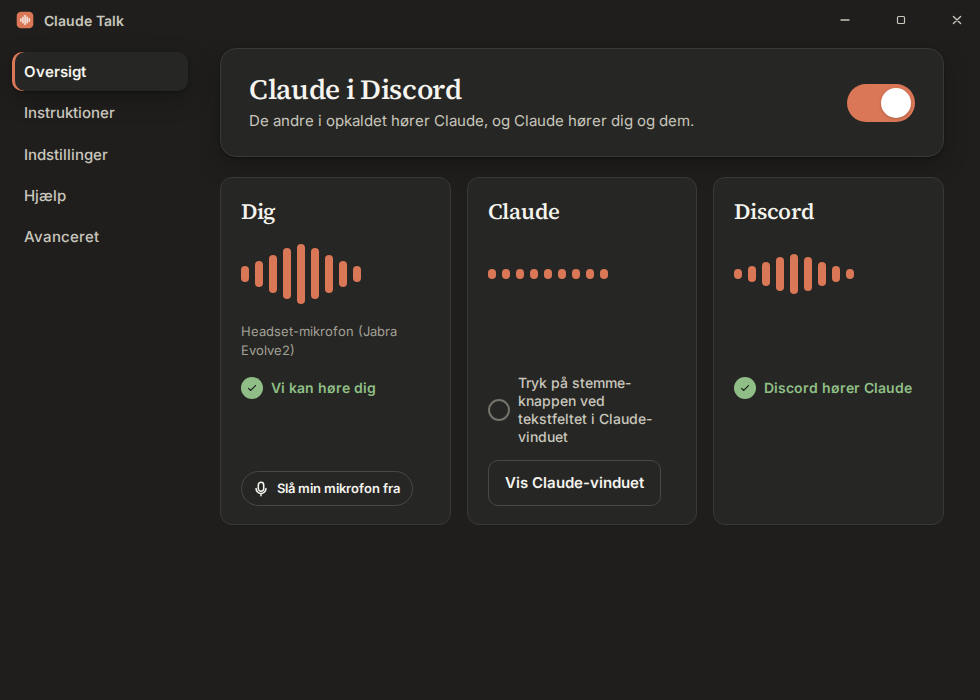 Claude Talk
Oversigt
Instruktioner
Indstillinger
Hjælp
Avanceret
Claude i Discord
De andre i opkaldet hører Claude, og Claude hører dig og dem.
Dig
Headset-mikrofon (Jabra
Evolve2)
Vi kan høre dig
Slå min mikrofon fra
Claude
Tryk på stemme-
knappen ved
tekstfeltet i Claude-
vinduet
Vis Claude-vinduet
Discord
Discord hører Claude